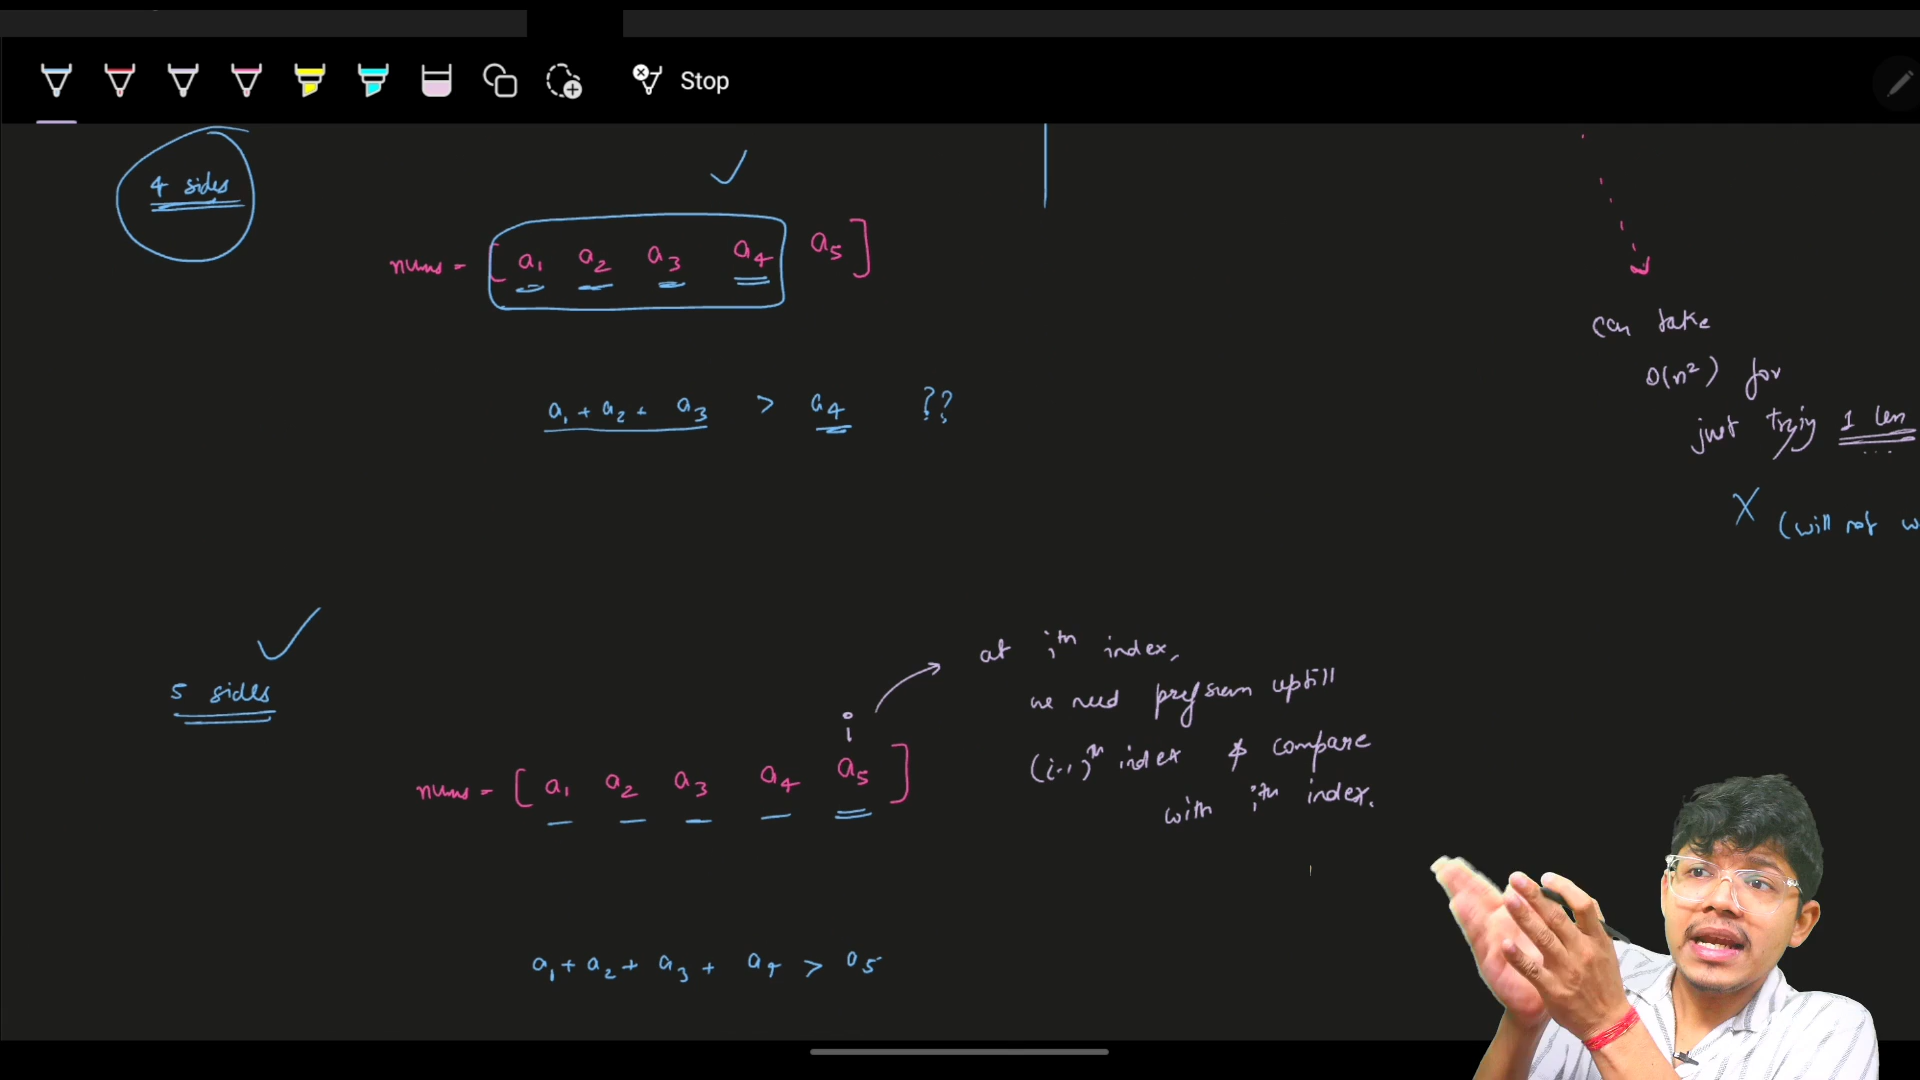 Stop
4 sides
nums = [ a1 a2 a3 a4 a5 ]
a1 + a2 + a3 > a4 ??
can take
O(n²) for
just trying 1 len
...
X (will not w
5 sides
i
at ith index,
we need prefsum uptill
(i-1)th index & compare
with ith index.
nums = [ a1 a2 a3 a4 a5 ]
a1 + a2 + a3 + a4 > a5